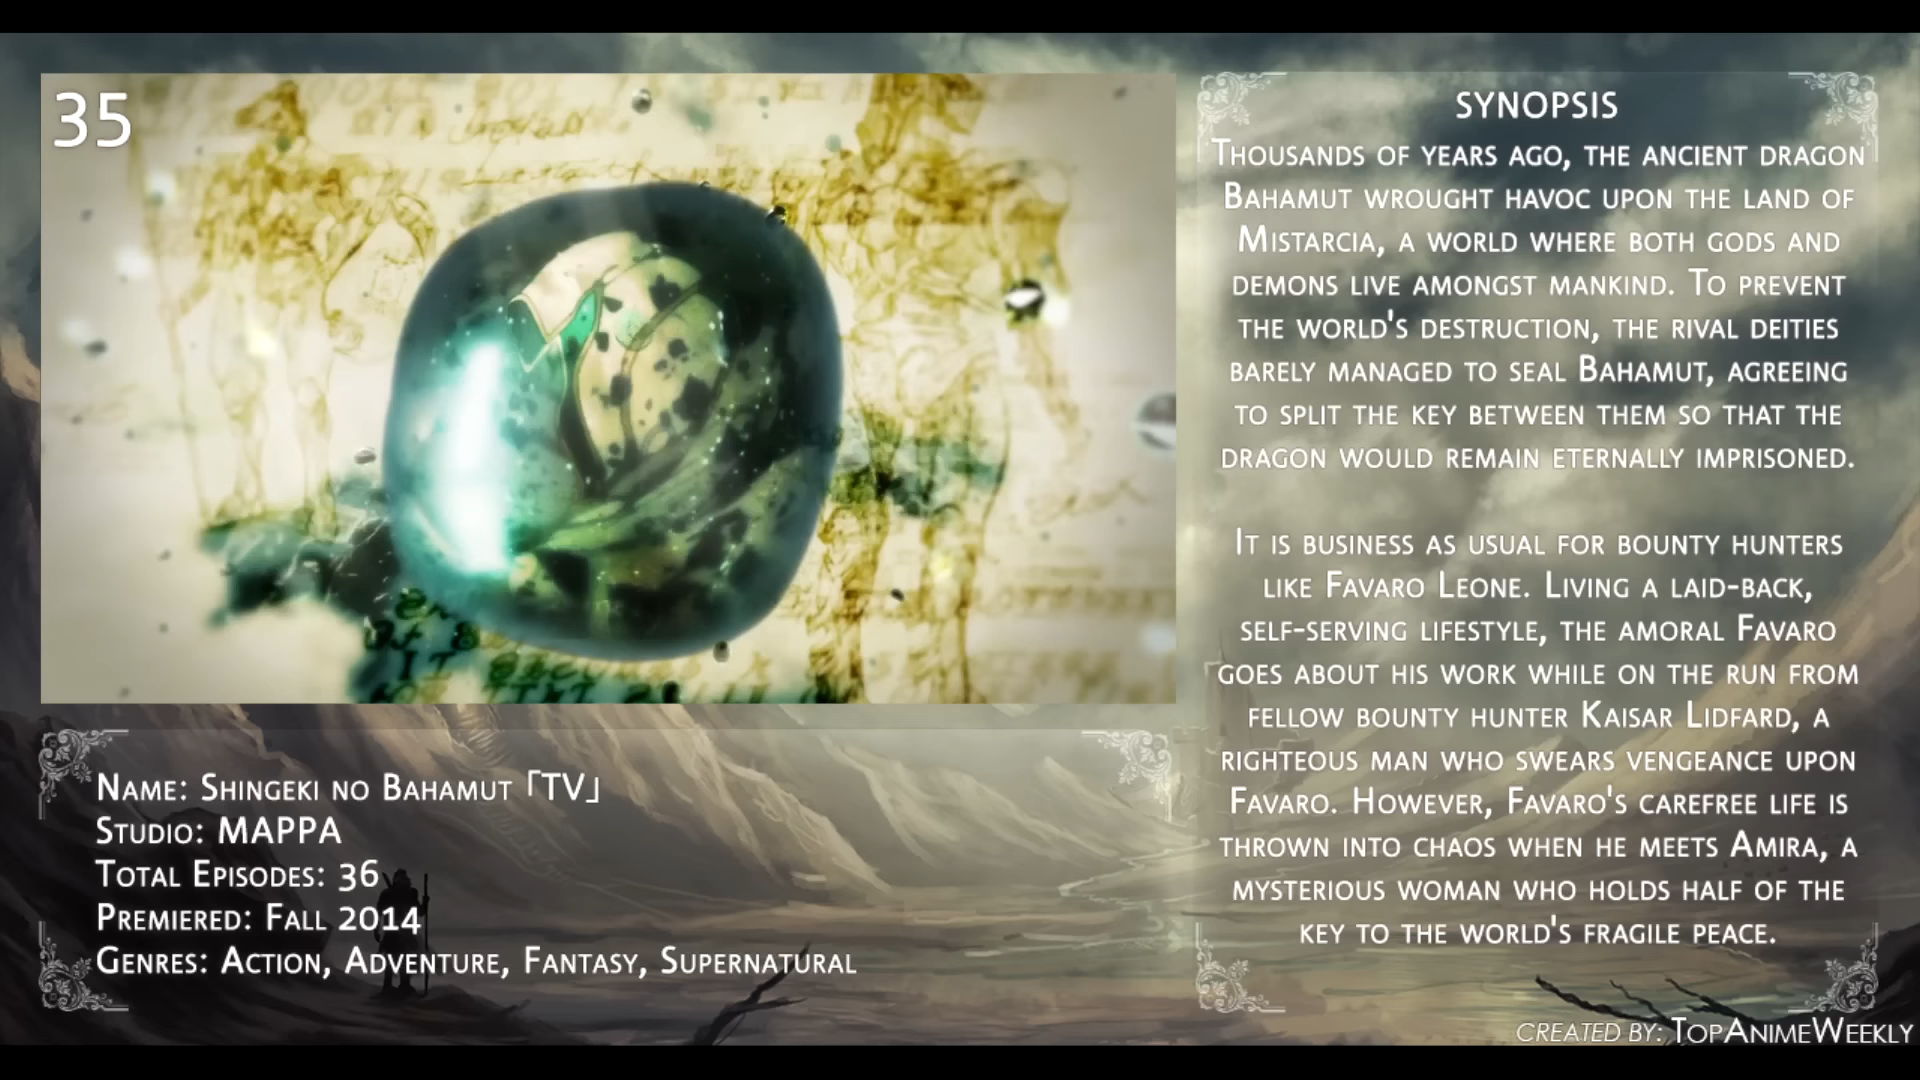 35
SYNOPSIS
Thousands of years ago, the ancient dragon
Bahamut wrought havoc upon the land of
Mistarcia, a world where both gods and
demons live amongst mankind. To prevent
the world's destruction, the rival deities
barely managed to seal Bahamut, agreeing
to split the key between them so that the
dragon would remain eternally imprisoned.
It is business as usual for bounty hunters
like Favaro Leone. Living a laid-back,
self-serving lifestyle, the amoral Favaro
goes about his work while on the run from
fellow bounty hunter Kaisar Lidfard, a
righteous man who swears vengeance upon
Favaro. However, Favaro's carefree life is
thrown into chaos when he meets Amira, a
mysterious woman who holds half of the
key to the world's fragile peace.
Name: Shingeki no Bahamut 「TV」
Studio: MAPPA
Total Episodes: 36
Premiered: Fall 2014
Genres: Action, Adventure, Fantasy, Supernatural
CREATED BY: TopAnimeWeekly